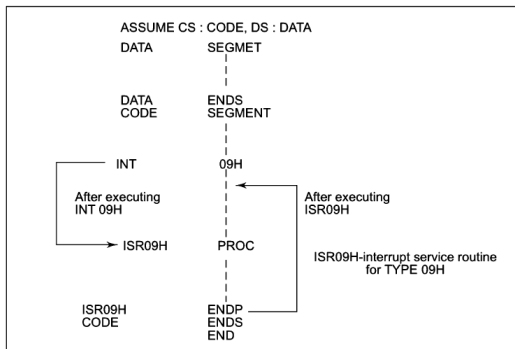 ASSUME CS : CODE, DS : DATA
DATA SEGMET
DATA ENDS
CODE SEGMENT
INT 09H
After executing
INT 09H
After executing
ISR09H
ISR09H PROC
ISR09H-interrupt service routine
for TYPE 09H
ISR09H ENDP
CODE ENDS
END